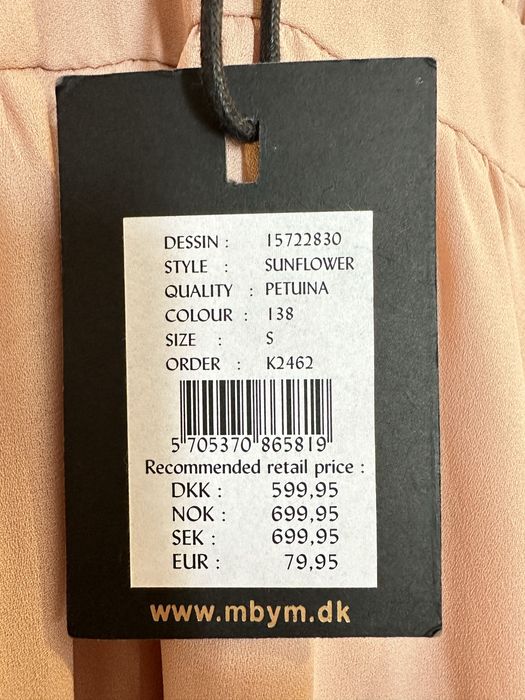 DESSIN : 15722830
STYLE : SUNFLOWER
QUALITY : PETUINA
COLOUR : 138
SIZE : S
ORDER : K2462
5 705370 865819
Recommended retail price :
DKK : 599,95
NOK : 699,95
SEK : 699,95
EUR : 79,95
www.mbym.dk